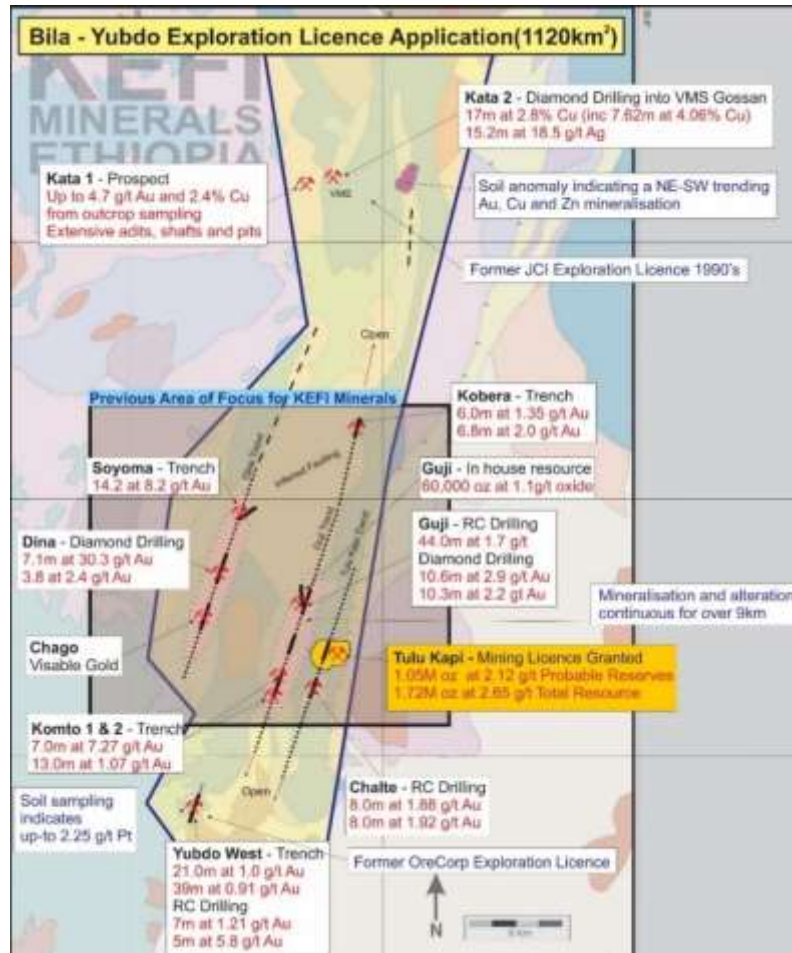 Bila - Yubdo Exploration Licence Application(1120km²)
KEFI
MINERALS
ETHIOPIA
Kata 2 - Diamond Drilling into VMS Gossan
17m at 2.8% Cu (inc 7.62m at 4.06% Cu)
15.2m at 18.5 g/t Ag
Kata 1 - Prospect
Up to 4.7 g/t Au and 2.4% Cu
from outcrop sampling
Extensive adits, shafts and pits
VMS
Soil anomaly indicating a NE-SW trending
Au, Cu and Zn mineralisation
Former JCI Exploration Licence 1990's
Open
Previous Area of Focus for KEFI Minerals
Kobera - Trench
6.0m at 1.35 g/t Au
6.8m at 2.0 g/t Au
Soyoma - Trench
14.2 at 8.2 g/t Au
Inferred Faulting
Guji - In house resource
60,000 oz at 1.1g/t oxide
Guji - RC Drilling
44.0m at 1.7 g/t
Diamond Drilling
10.6m at 2.9 g/t Au
10.3m at 2.2 g/t Au
Dina - Diamond Drilling
7.1m at 30.3 g/t Au
3.8 at 2.4 g/t Au
Dina Trend
Guji Trend
Tulu Kapi Trend
Mineralisation and alteration
continuous for over 9km
Chago
Visable Gold
Tulu Kapi - Mining Licence Granted
1.05M oz at 2.12 g/t Probable Reserves
1.72M oz at 2.65 g/t Total Resource
Komto 1 & 2 - Trench
7.0m at 7.27 g/t Au
13.0m at 1.07 g/t Au
Open
Chalte - RC Drilling
8.0m at 1.88 g/t Au
8.0m at 1.92 g/t Au
Soil sampling
indicates
up-to 2.25 g/t Pt
Yubdo West - Trench
21.0m at 1.0 g/t Au
39m at 0.91 g/t Au
RC Drilling
7m at 1.21 g/t Au
5m at 5.8 g/t Au
Former OreCorp Exploration Licence
N